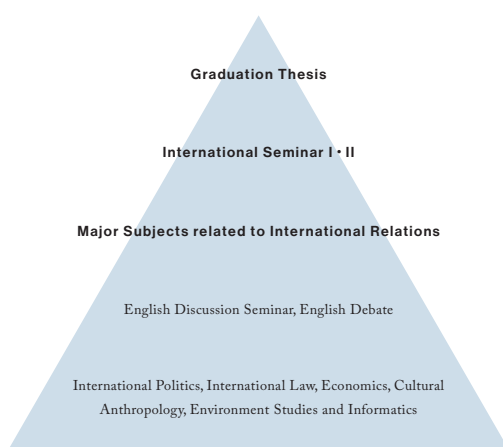 Graduation Thesis
International Seminar I・II
Major Subjects related to International Relations
English Discussion Seminar, English Debate
International Politics, International Law, Economics, Cultural
Anthropology, Environment Studies and Informatics